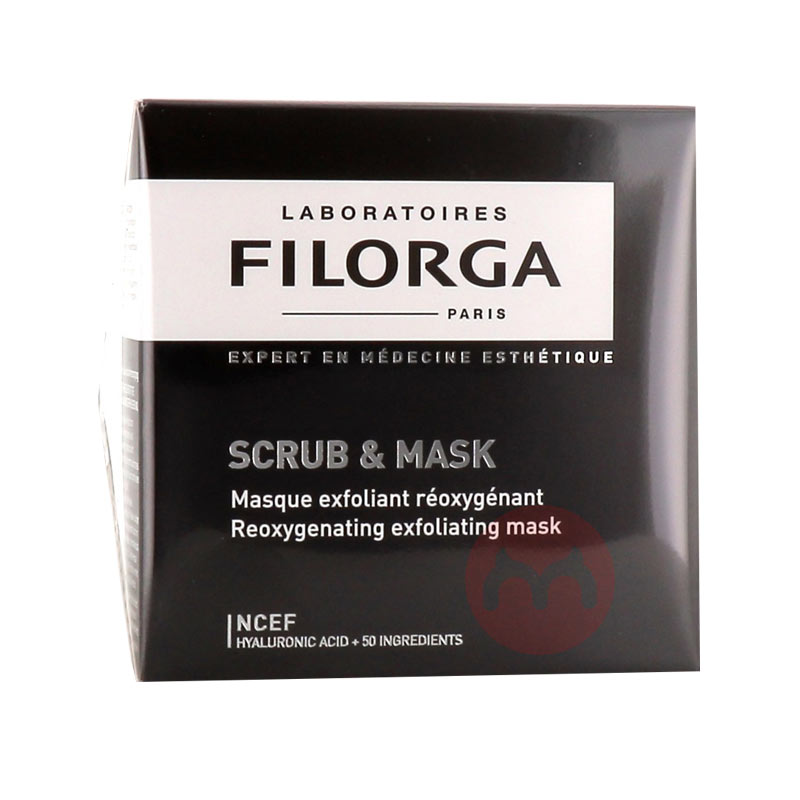 LABORATOIRES
FILORGA
PARIS
EXPERT EN MÉDECINE ESTHÉTIQUE
SCRUB & MASK
Masque exfoliant réoxygénant
Reoxygenating exfoliating mask
NCEF
HYALURONIC ACID + 50 INGREDIENTS